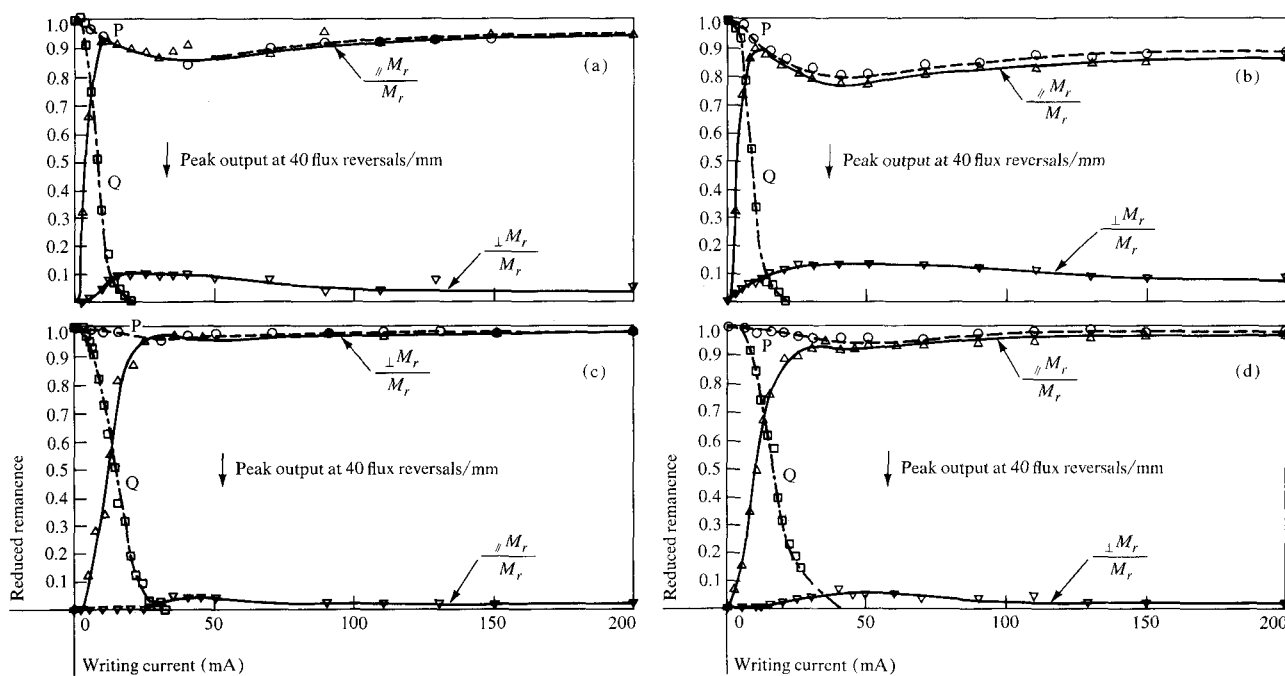 P
1.0
0.9
0.8
0.7
0.6
0.5
0.4
0.3
0.2
0.1
(a)
//Mr
Mr
↓ Peak output at 40 flux reversals/mm
Q
⊥Mr
Mr
P
1.0
0.9
0.8
0.7
0.6
0.5
0.4
0.3
0.2
0.1
(b)
//Mr
Mr
↓ Peak output at 40 flux reversals/mm
Q
⊥Mr
Mr
P
1.0
0.9
0.8
0.7
0.6
0.5
0.4
0.3
0.2
0.1
(c)
⊥Mr
Mr
↓ Peak output at 40 flux reversals/mm
Q
//Mr
Mr
Reduced remanence
0 50 100 150 200
Writing current (mA)
P
1.0
0.9
0.8
0.7
0.6
0.5
0.4
0.3
0.2
0.1
(d)
//Mr
Mr
↓ Peak output at 40 flux reversals/mm
Q
⊥Mr
Mr
Reduced remanence
0 50 100 150 200
Writing current (mA)